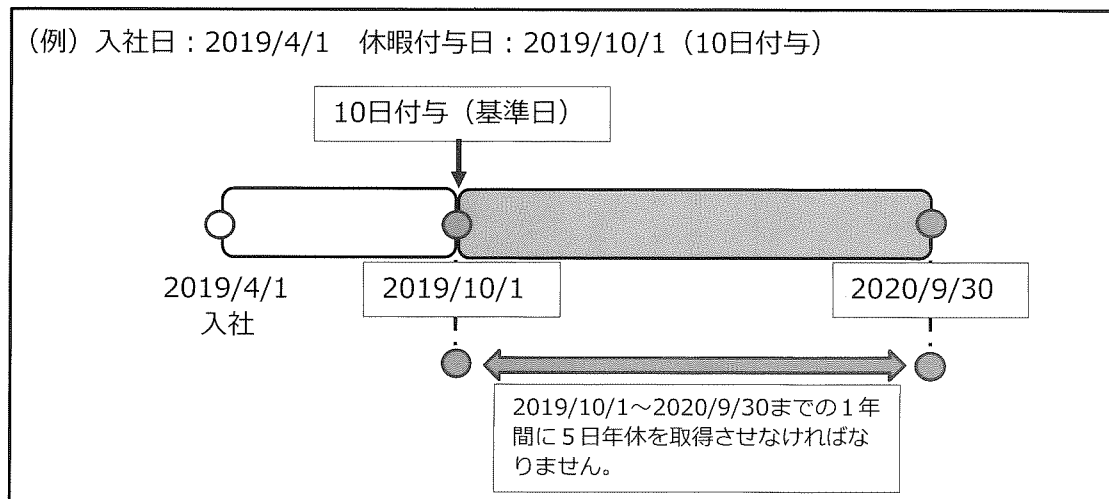 （例）入社日：2019/4/1　休暇付与日：2019/10/1（10日付与）
10日付与（基準日）
2019/4/1
入社
2019/10/1
2020/9/30
2019/10/1～2020/9/30までの１年
間に５日年休を取得させなければな
りません。